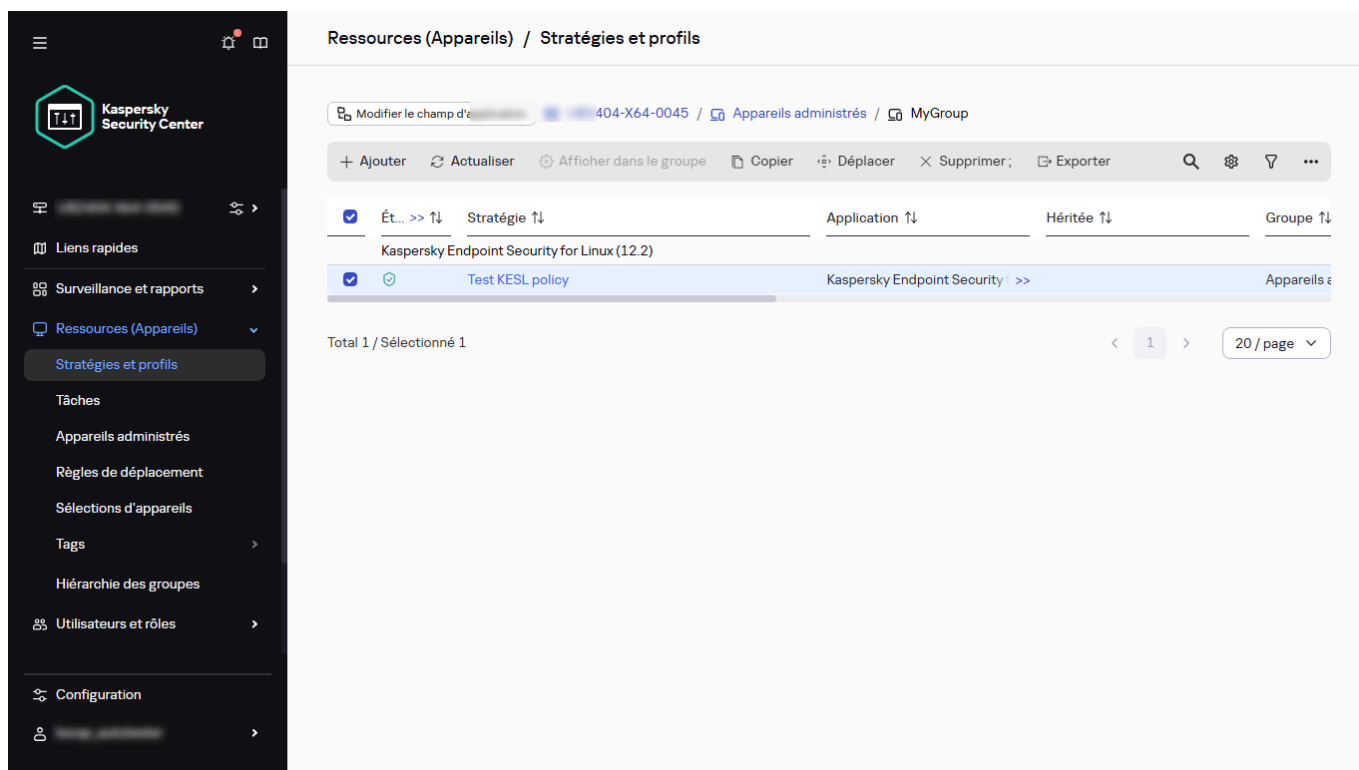 Ressources (Appareils) / Stratégies et profils
Kaspersky
Security Center
Liens rapides
Surveillance et rapports
Ressources (Appareils)
Stratégies et profils
Tâches
Appareils administrés
Règles de déplacement
Sélections d'appareils
Tags
Hiérarchie des groupes
Utilisateurs et rôles
Configuration
Modifier le champ 404-X64-0045 / Appareils administrés / MyGroup
Ajouter Actualiser Afficher dans le groupe Copier Déplacer Supprimer ; Exporter
Ét... >> Stratégie Application Héritée Groupe
Kaspersky Endpoint Security for Linux (12.2)
Test KESL policy Kaspersky Endpoint Security >> Appareils
Total 1 / Sélectionné 1 < 1 > 20 / page